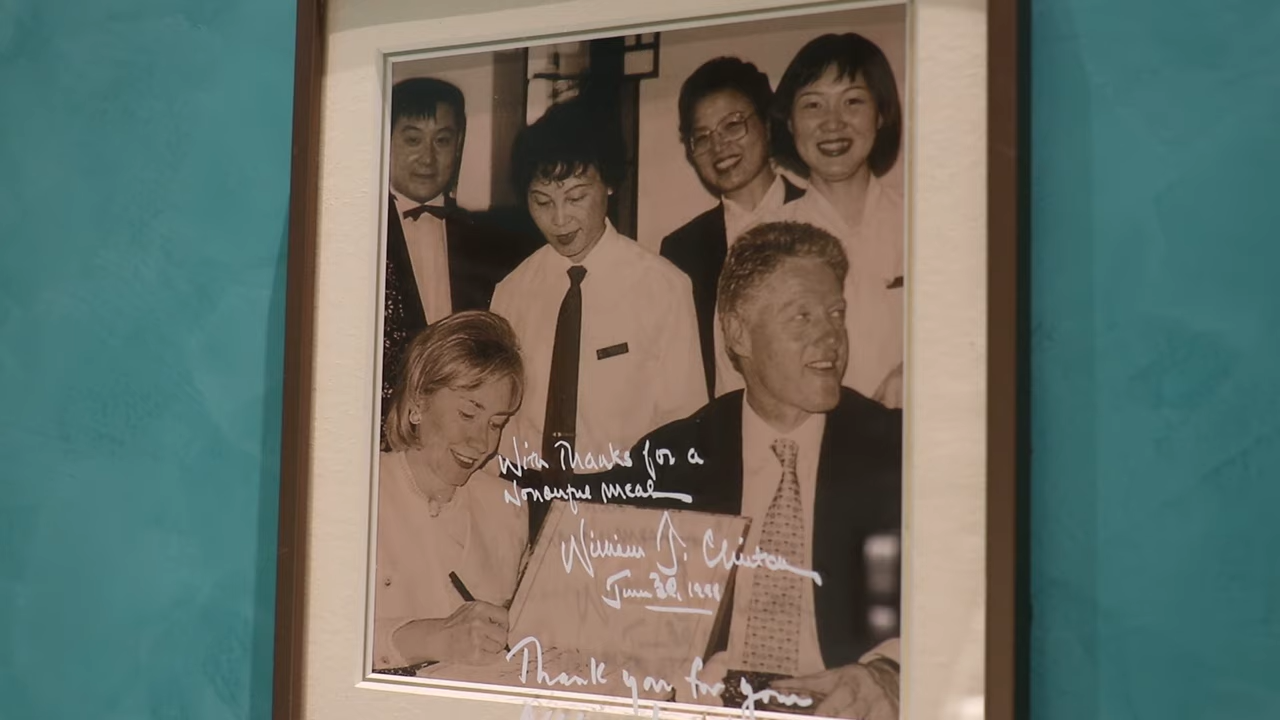 With Thanks for a
Wonderful meal
William J. Clinton
June 30, 1998
Thank you for your